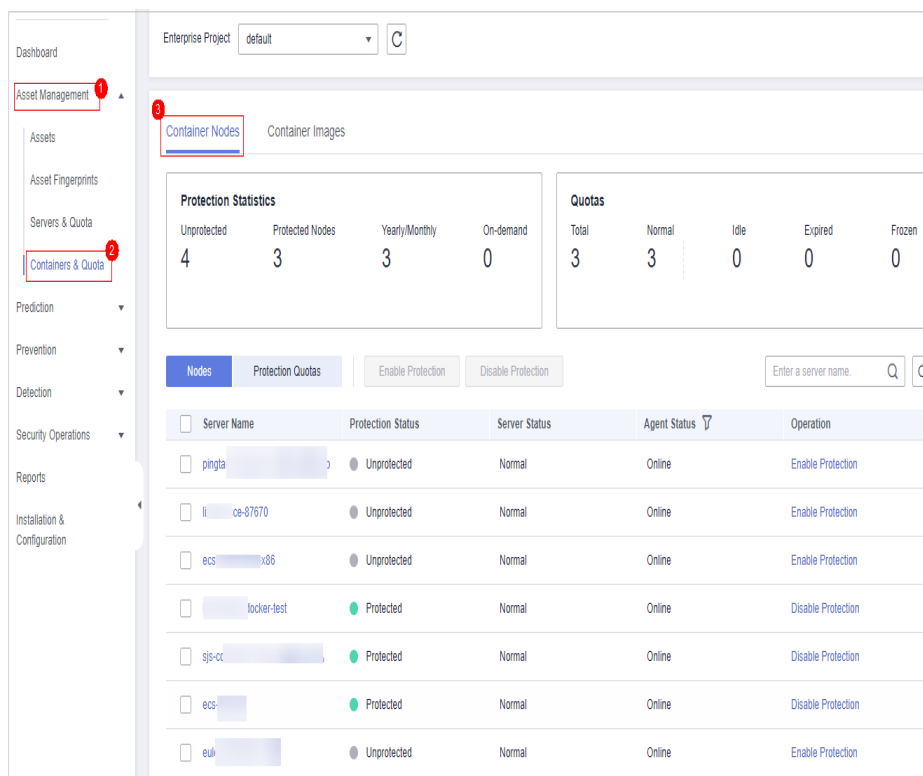 Enterprise Project default
Dashboard
Asset Management 1
Assets
Asset Fingerprints
Servers & Quota
Containers & Quota 2
Prediction
Prevention
Detection
Security Operations
Reports
Installation &
Configuration
3
Container Nodes Container Images
Protection Statistics
Unprotected Protected Nodes Yearly/Monthly On-demand
4 3 3 0
Quotas
Total Normal Idle Expired Frozen
3 3 0 0 0
Nodes Protection Quotas Enable Protection Disable Protection Enter a server name.
Server Name Protection Status Server Status Agent Status Operation
pingta Unprotected Normal Online Enable Protection
ce-87670 Unprotected Normal Online Enable Protection
ecs x86 Unprotected Normal Online Enable Protection
locker-test Protected Normal Online Disable Protection
sjs-cc Protected Normal Online Disable Protection
ecs- Protected Normal Online Disable Protection
Unprotected Normal Online Enable Protection